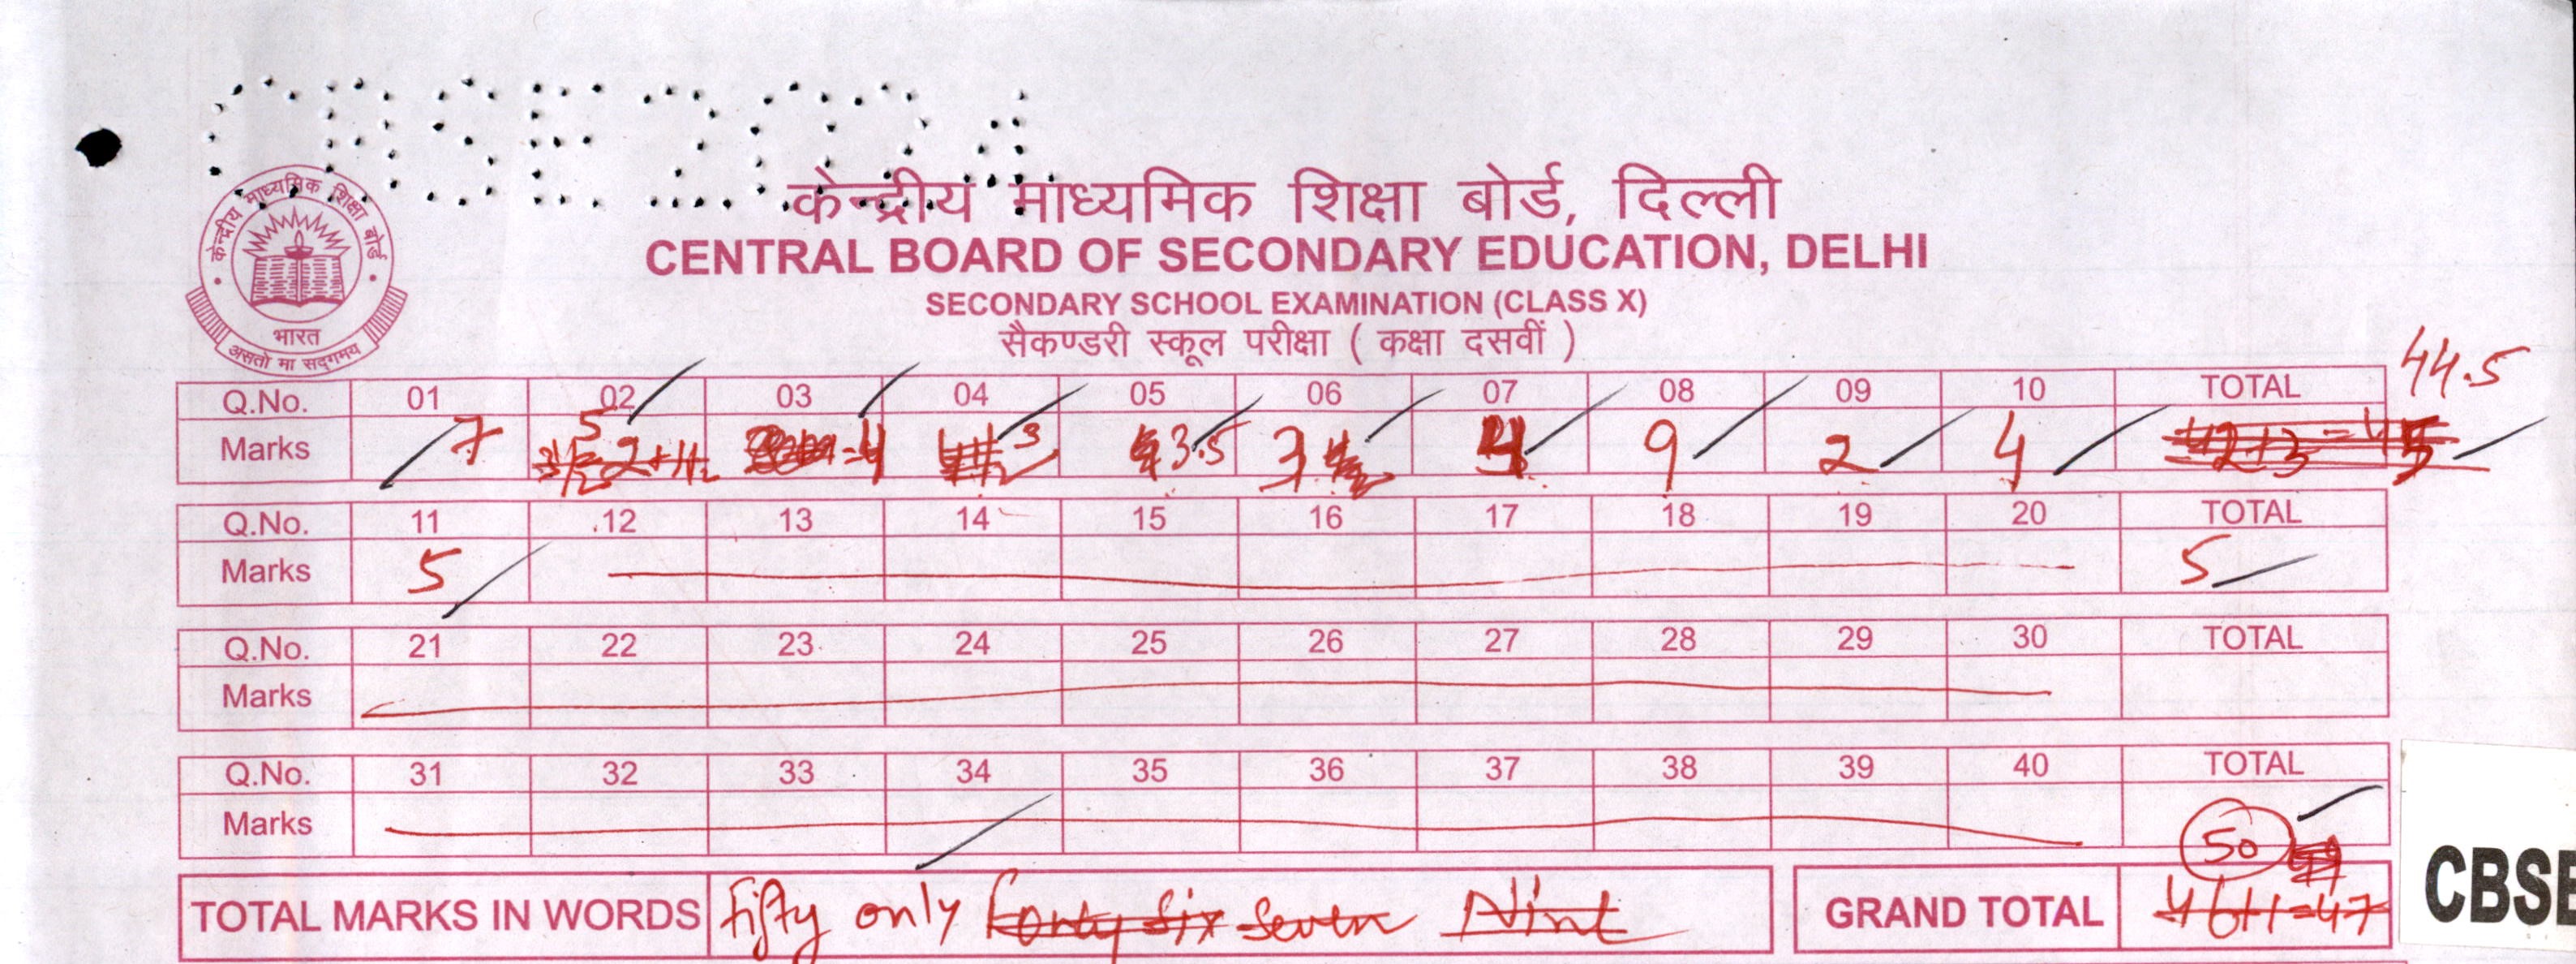 CBSE 2024
केन्द्रीय माध्यमिक शिक्षा बोर्ड
भारत
असतो मा सद्गमय
केन्द्रीय माध्यमिक शिक्षा बोर्ड, दिल्ली
CENTRAL BOARD OF SECONDARY EDUCATION, DELHI
SECONDARY SCHOOL EXAMINATION (CLASS X)
सैकण्डरी स्कूल परीक्षा ( कक्षा दसवीं )
44.5
Q.No. 01 02 03 04 05 06 07 08 09 10 TOTAL
Marks 7 5 2+1½ =4 3 3.5 3 4 9 2 4 42+3=45
Q.No. 11 12 13 14 15 16 17 18 19 20 TOTAL
Marks 5 5
Q.No. 21 22 23 24 25 26 27 28 29 30 TOTAL
Marks
Q.No. 31 32 33 34 35 36 37 38 39 40 TOTAL
Marks 50
TOTAL MARKS IN WORDS Fifty only Forty six Seven Nint GRAND TOTAL 46+1=47
CBSE